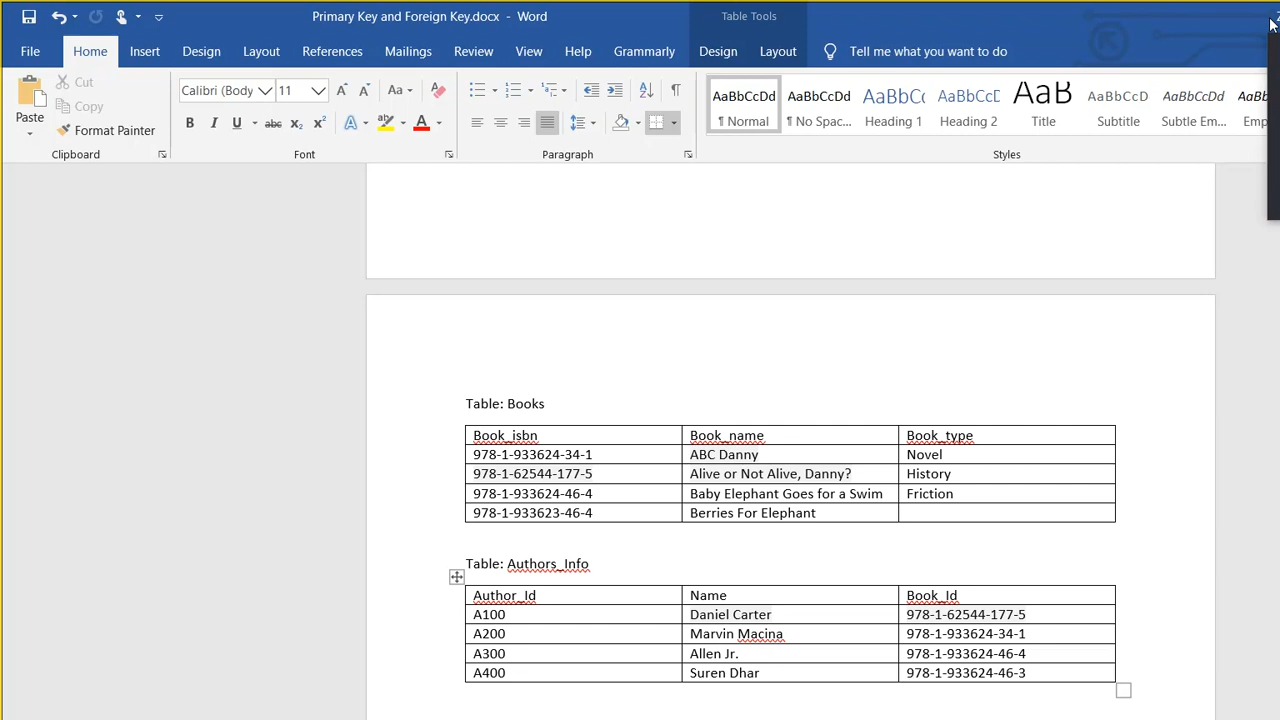 Primary Key and Foreign Key.docx - Word
Table Tools
File Home Insert Design Layout References Mailings Review View Help Grammarly Design Layout Tell me what you want to do
Paste
Cut
Copy
Format Painter
Clipboard
Calibri (Body 11
Aa
B I U abc x₂ x²
A
Font
Paragraph
AaBbCcDd AaBbCcDd AaBbCc AaBbCcD AaB AaBbCcD AaBbCcDd AaBbCcDd
¶ Normal ¶ No Spac... Heading 1 Heading 2 Title Subtitle Subtle Em... Emp
Styles
Table: Books
Book_isbn Book_name Book_type
978-1-933624-34-1 ABC Danny Novel
978-1-62544-177-5 Alive or Not Alive, Danny? History
978-1-933624-46-4 Baby Elephant Goes for a Swim Friction
978-1-933623-46-4 Berries For Elephant
Table: Authors_Info
Author_Id Name Book_Id
A100 Daniel Carter 978-1-62544-177-5
A200 Marvin Macina 978-1-933624-34-1
A300 Allen Jr. 978-1-933624-46-4
A400 Suren Dhar 978-1-933624-46-3